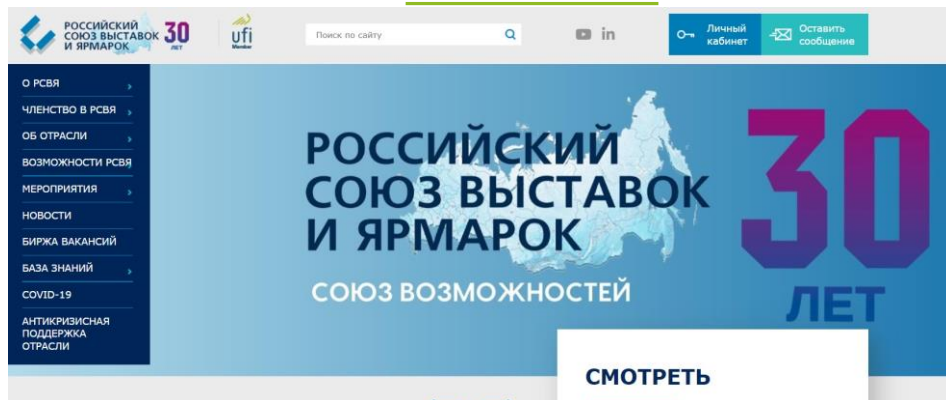 РОССИЙСКИЙ
СОЮЗ ВЫСТАВОК
И ЯРМАРОК
30
ЛЕТ
ufi
Member
Поиск по сайту
in
Личный
кабинет
Оставить
сообщение
О РСВЯ
ЧЛЕНСТВО В РСВЯ
ОБ ОТРАСЛИ
ВОЗМОЖНОСТИ РСВЯ
МЕРОПРИЯТИЯ
НОВОСТИ
БИРЖА ВАКАНСИЙ
БАЗА ЗНАНИЙ
COVID-19
АНТИКРИЗИСНАЯ
ПОДДЕРЖКА
ОТРАСЛИ
РОССИЙСКИЙ
СОЮЗ ВЫСТАВОК
И ЯРМАРОК
СОЮЗ ВОЗМОЖНОСТЕЙ
30
ЛЕТ
СМОТРЕТЬ